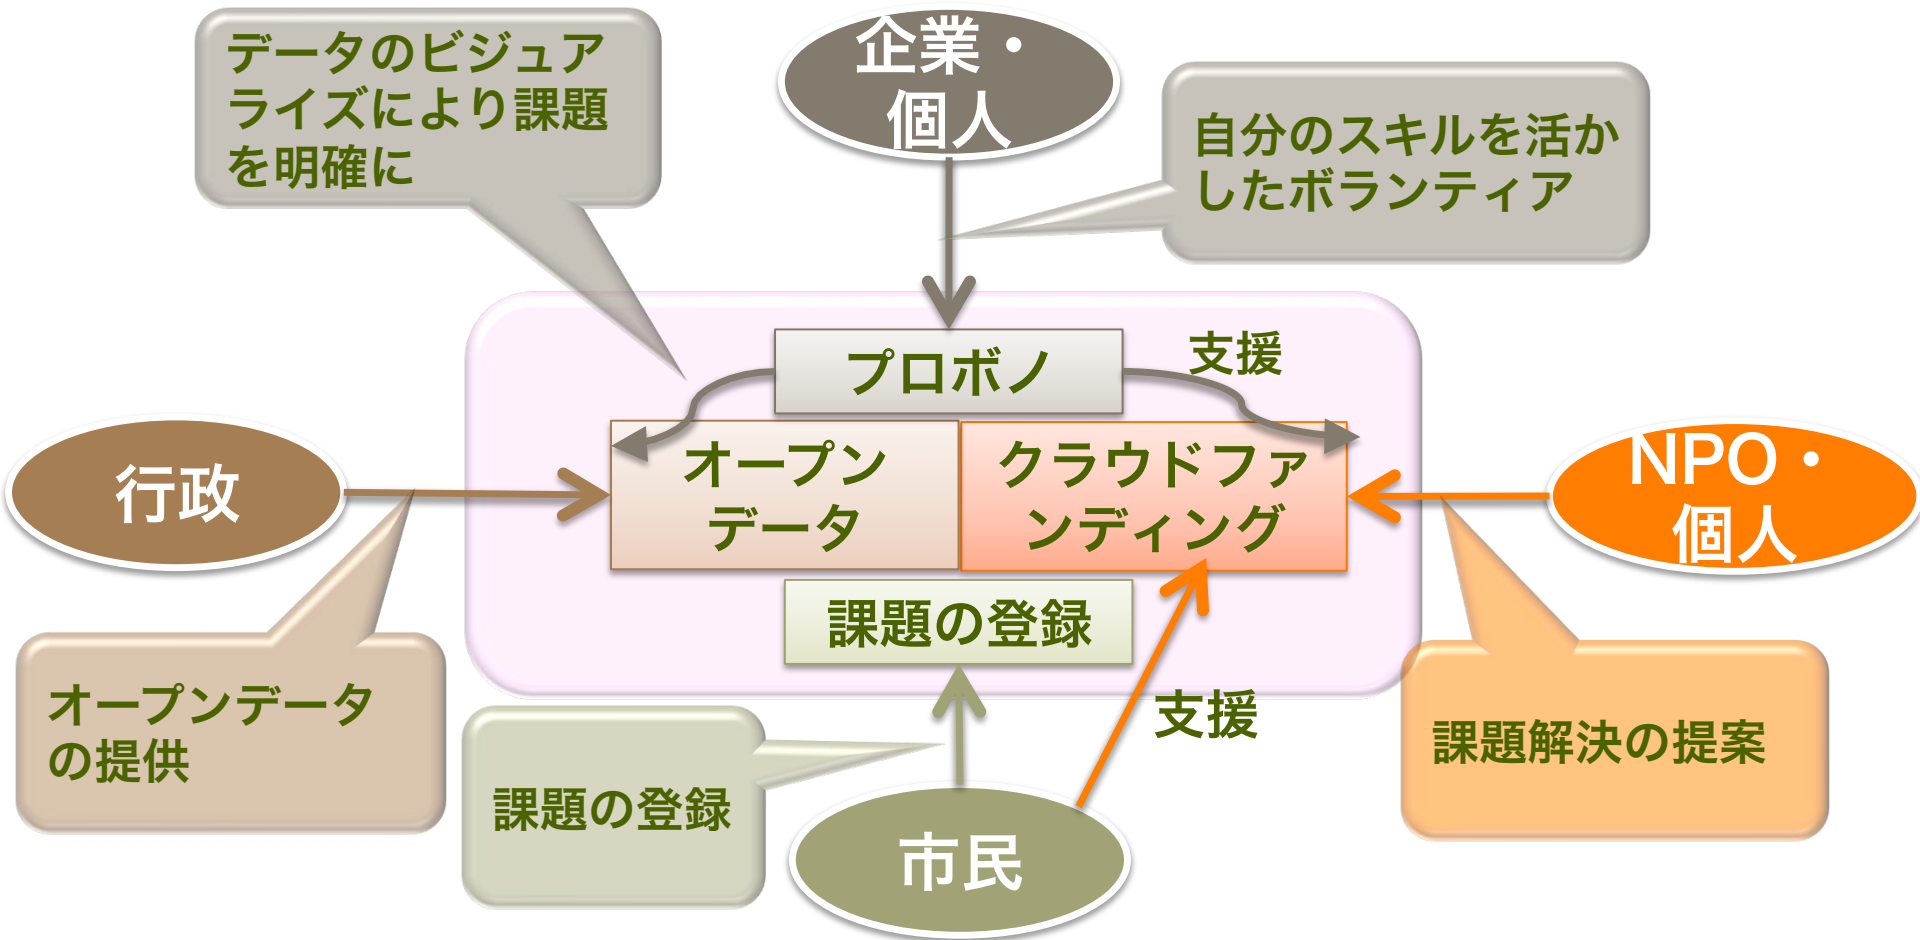 データのビジュア
ライズにより課題
を明確に
企業・
個人
自分のスキルを活か
したボランティア
プロボノ
支援
行政
オープン
データ
クラウドファ
ンディング
NPO・
個人
課題の登録
オープンデータ
の提供
課題の登録
支援
課題解決の提案
市民